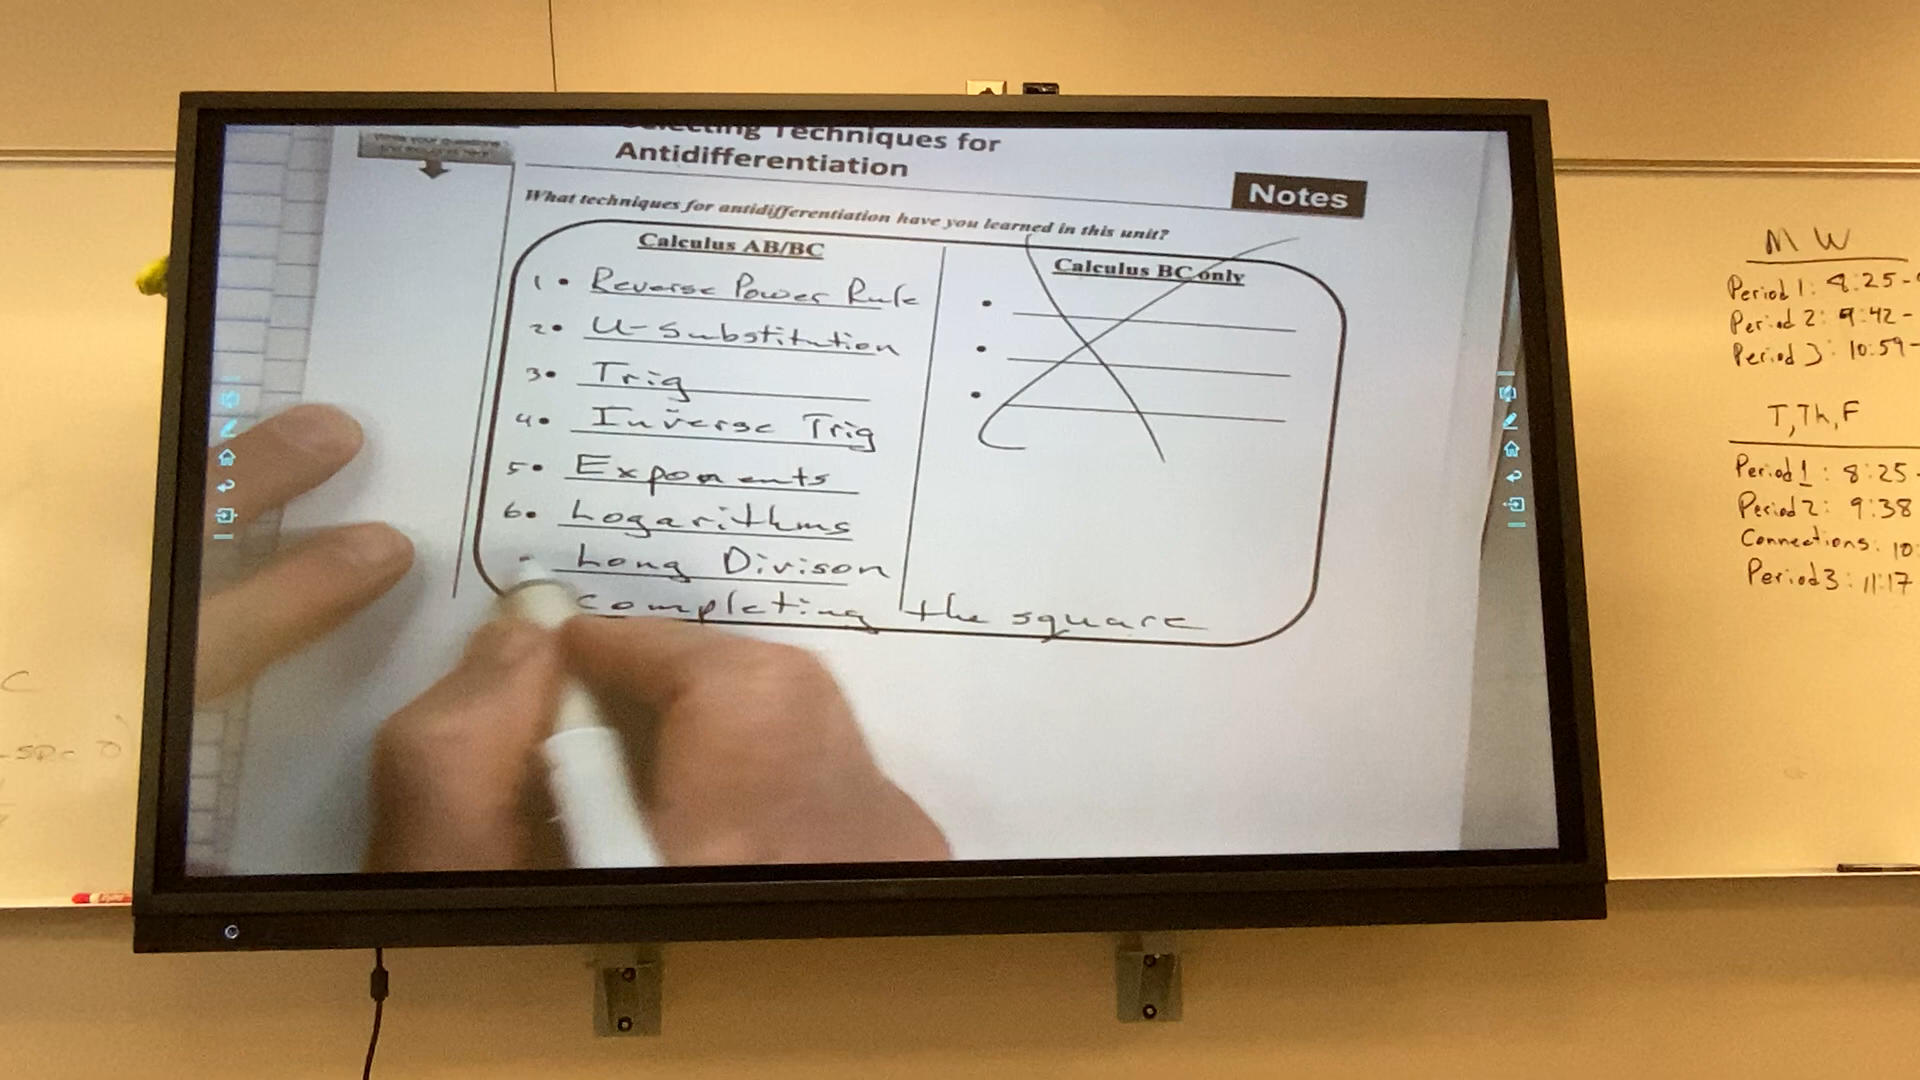 Selecting Techniques for
Antidifferentiation
Notes
What techniques for antidifferentiation have you learned in this unit?
Calculus AB/BC
1 • Reverse Power Rule
2 • U-Substitution
3 • Trig
4 • Inverse Trig
5 • Exponents
6 • Logarithms
Long Divison
completing the square
Calculus BC only
M W
Period 1: 8:25-
Period 2: 9:42-
Period 3: 10:59-
T, Th, F
Period 1: 8:25-
Period 2: 9:38
Connections: 10:
Period 3: 11:17